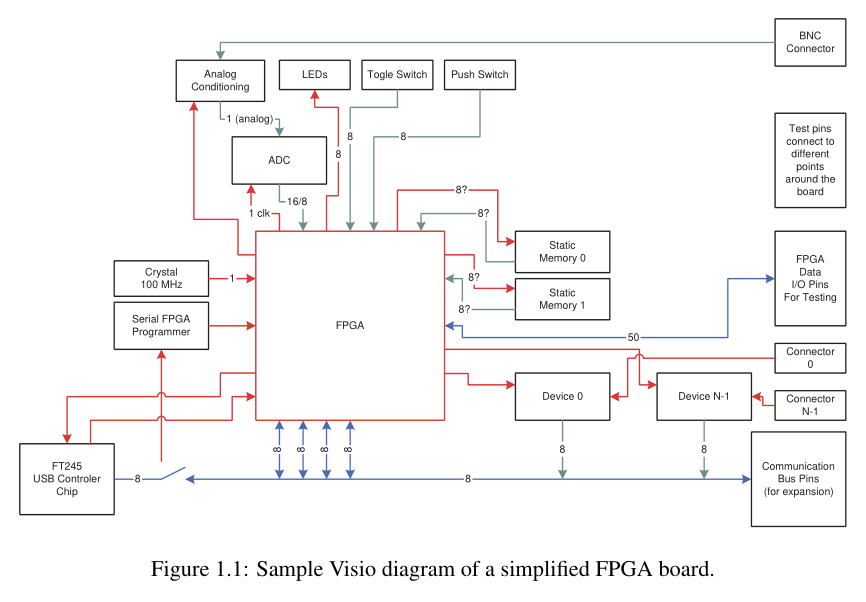 BNC
Connector
Analog
Conditioning
LEDs
Togle Switch
Push Switch
1 (analog)
8
8
8
Test pins
connect to
different
points
around the
board
ADC
16/8
1 clk
8?
8?
Static
Memory 0
FPGA
Data
I/O Pins
For Testing
Crystal
100 MHz
1
8?
Static
Memory 1
8?
Serial FPGA
Programmer
FPGA
50
Connector
0
Device 0
Device N-1
Connector
N-1
FT245
USB Controler
Chip
8
8
8
8
8
8
8
8
Communication
Bus Pins
(for expansion)
Figure 1.1: Sample Visio diagram of a simplified FPGA board.